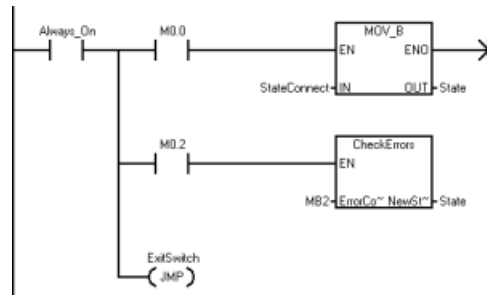 Always_On M0.0 MOV_B
EN ENO
StateConnect IN OUT State
M0.2 CheckErrors
EN
MB2 ErrorCo~ NewSt~ State
ExitSwitch
JMP